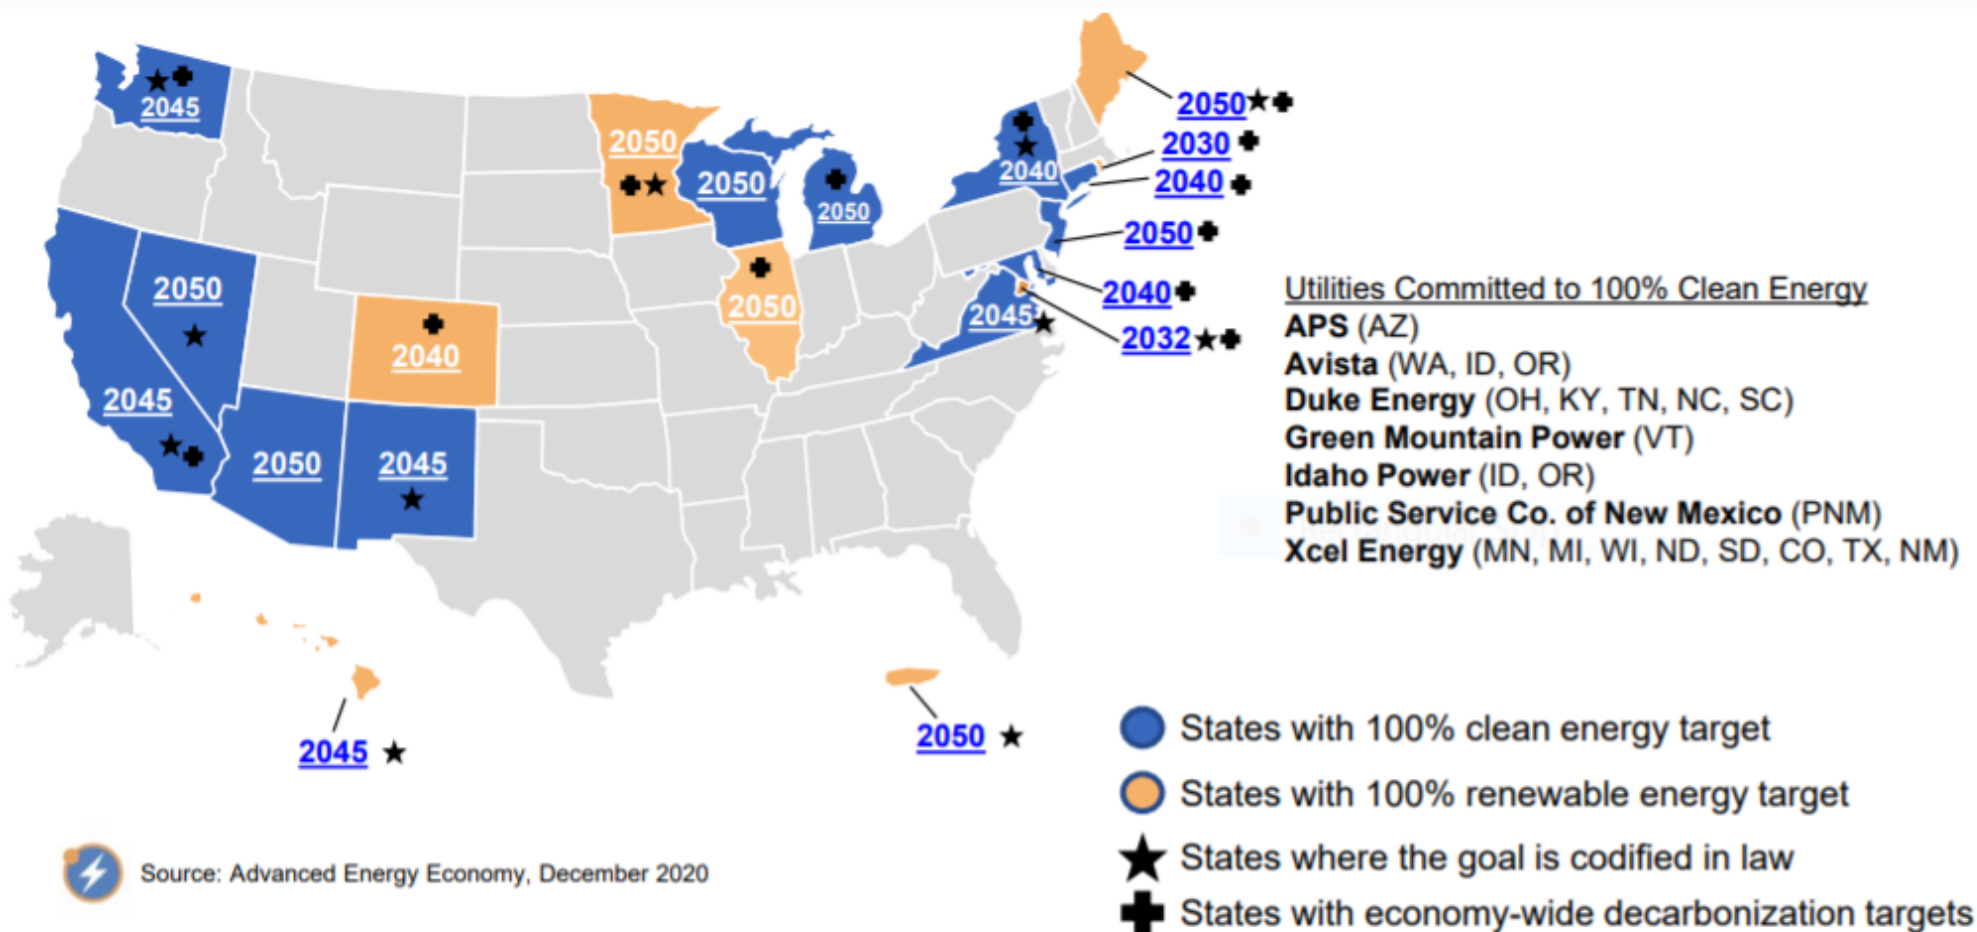 2045
2050
2050
2050
2050
2040
2050
2030
2040
2050
2040
2045
2032
2050
2040
2045
2050
2045
2045
2050
Utilities Committed to 100% Clean Energy
APS (AZ)
Avista (WA, ID, OR)
Duke Energy (OH, KY, TN, NC, SC)
Green Mountain Power (VT)
Idaho Power (ID, OR)
Public Service Co. of New Mexico (PNM)
Xcel Energy (MN, MI, WI, ND, SD, CO, TX, NM)
States with 100% clean energy target
States with 100% renewable energy target
States where the goal is codified in law
States with economy-wide decarbonization targets
Source: Advanced Energy Economy, December 2020